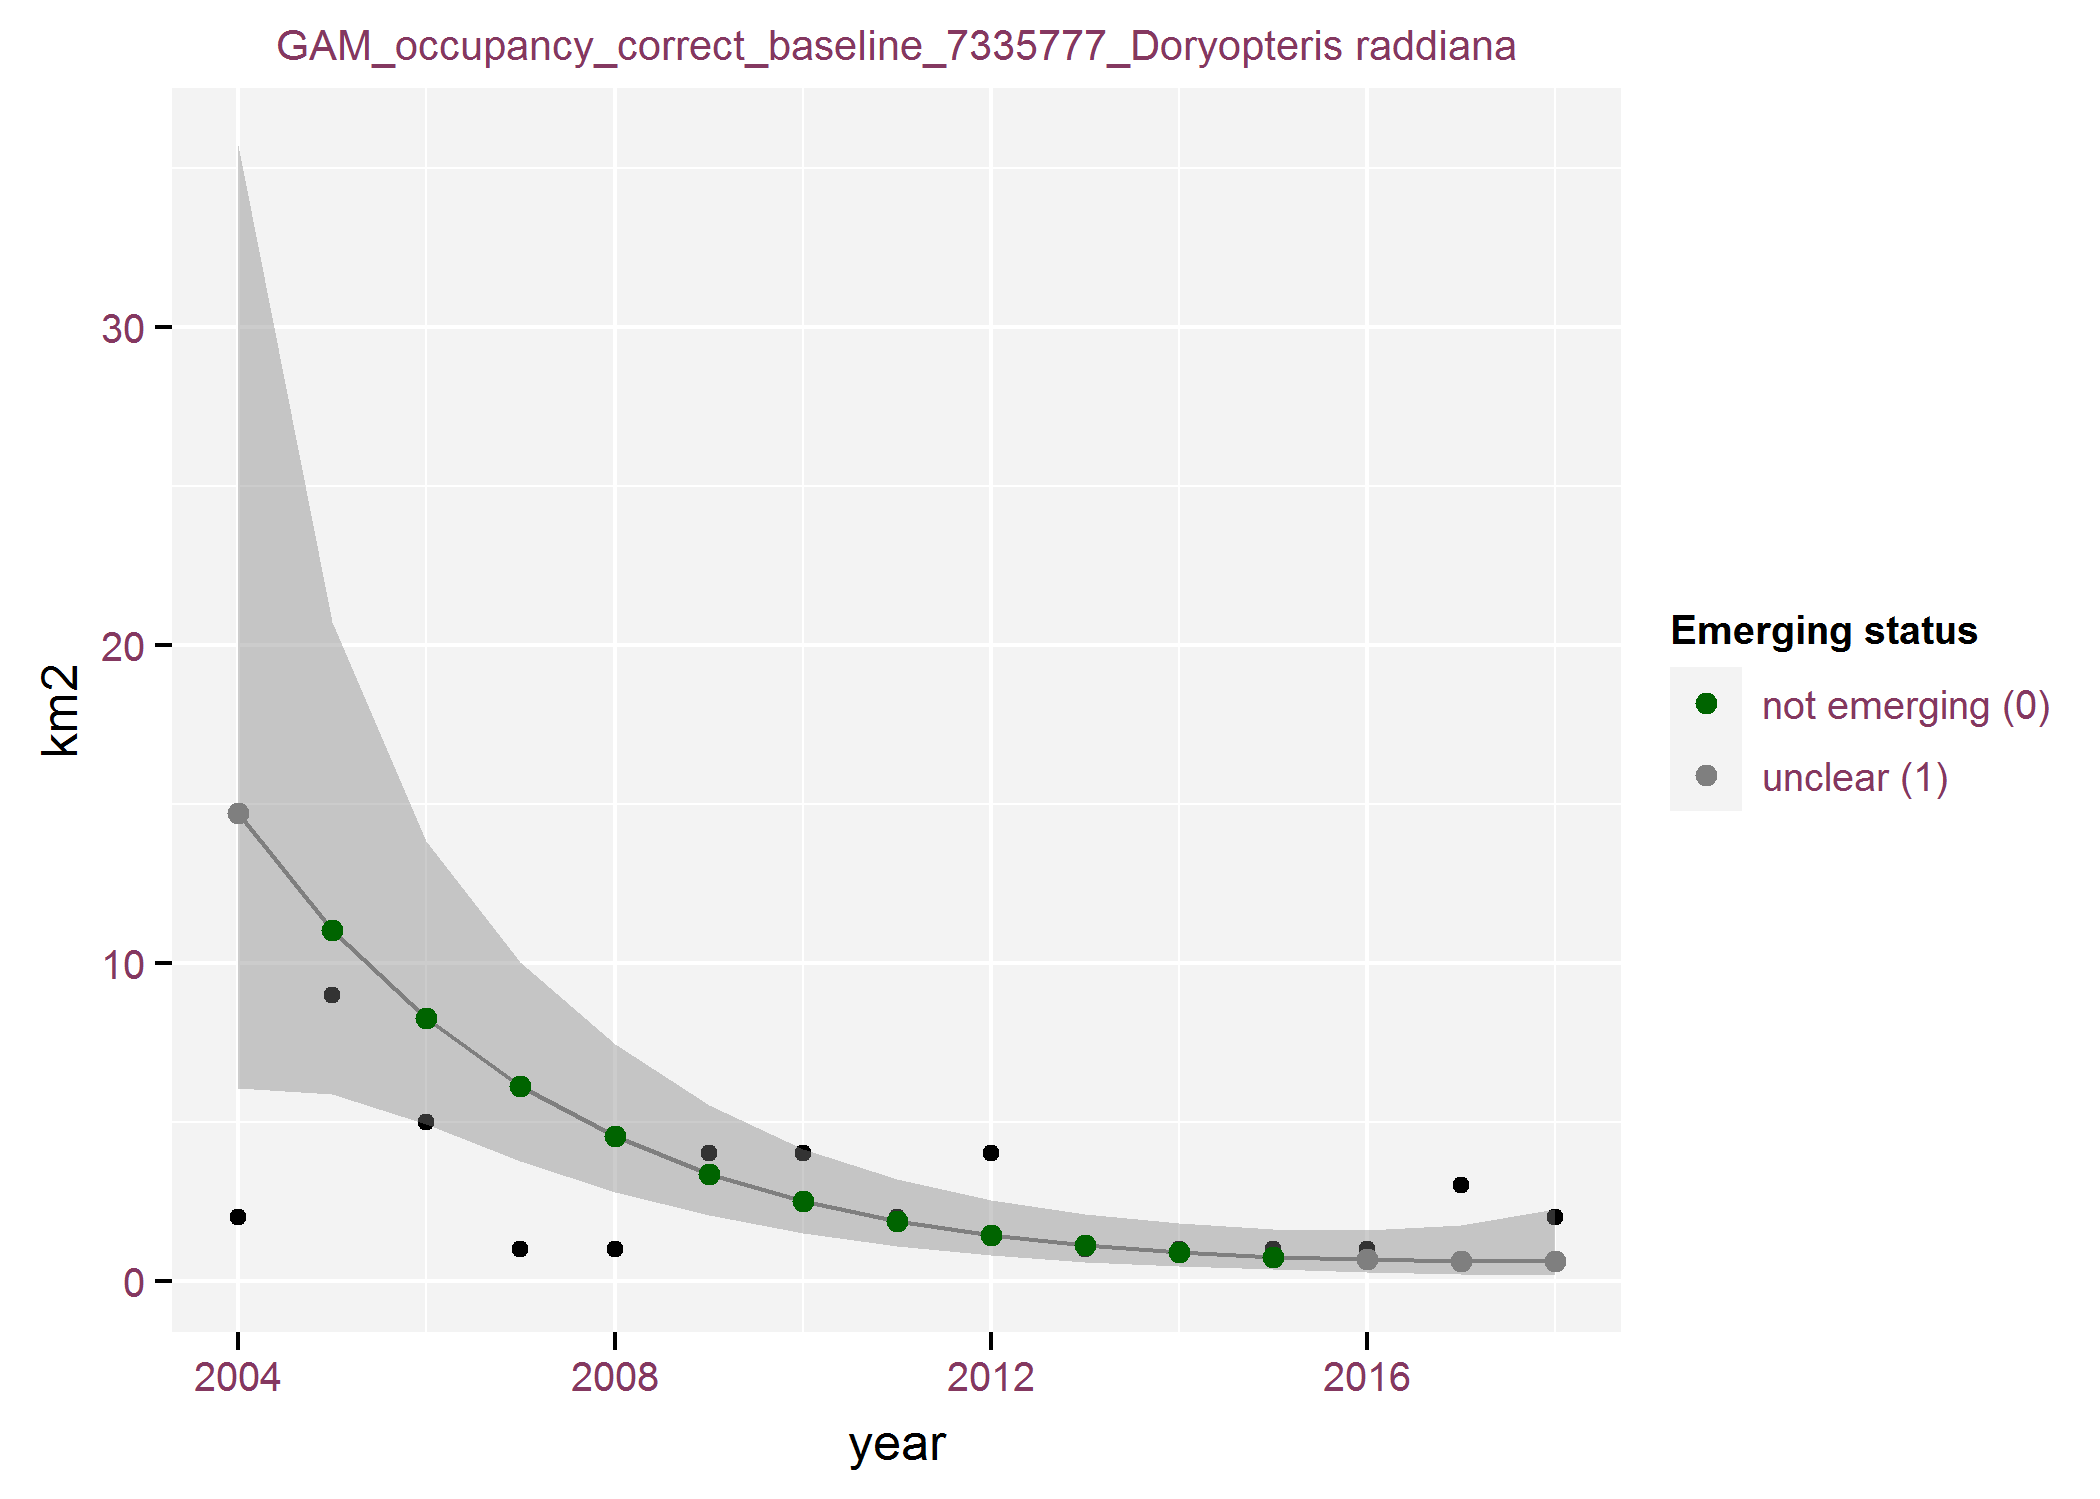 GAM_occupancy_correct_baseline_7335777_Doryopteris raddiana
30
20
10
0
km2
2004
2008
2012
2016
year
Emerging status
not emerging (0)
unclear (1)